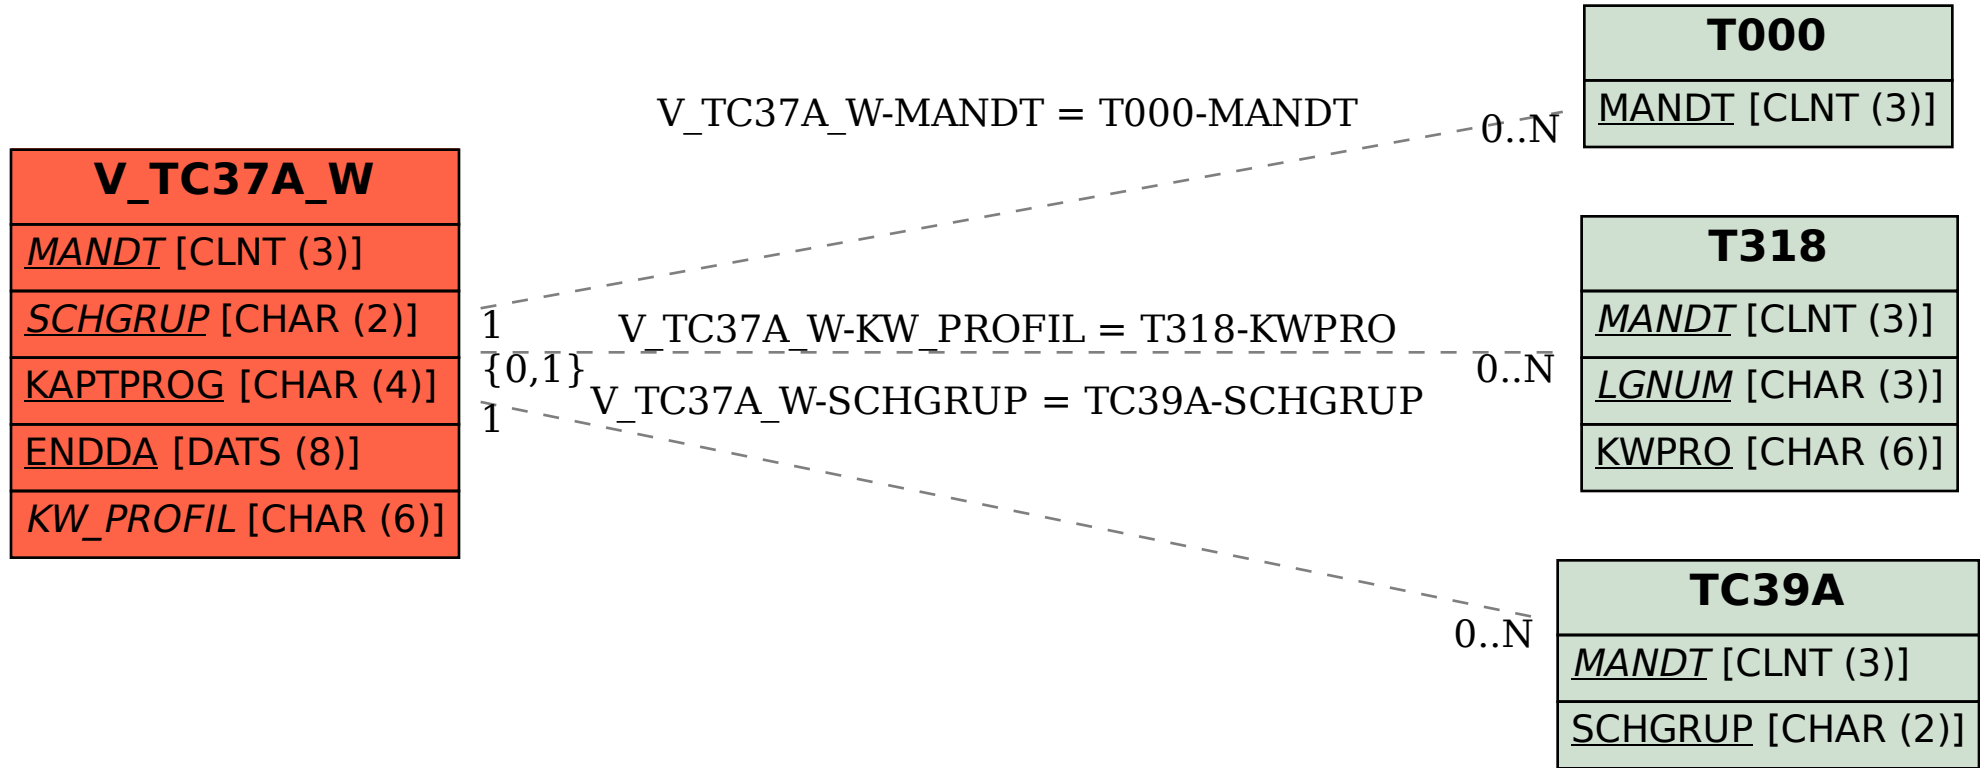 V_TC37A_W
MANDT [CLNT (3)]
SCHGRUP [CHAR (2)]
KAPTPROG [CHAR (4)]
ENDDA [DATS (8)]
KW_PROFIL [CHAR (6)]
V_TC37A_W-MANDT = T000-MANDT
1
0..N
V_TC37A_W-KW_PROFIL = T318-KWPRO
{0,1}
0..N
V_TC37A_W-SCHGRUP = TC39A-SCHGRUP
1
0..N
T000
MANDT [CLNT (3)]
T318
MANDT [CLNT (3)]
LGNUM [CHAR (3)]
KWPRO [CHAR (6)]
TC39A
MANDT [CLNT (3)]
SCHGRUP [CHAR (2)]